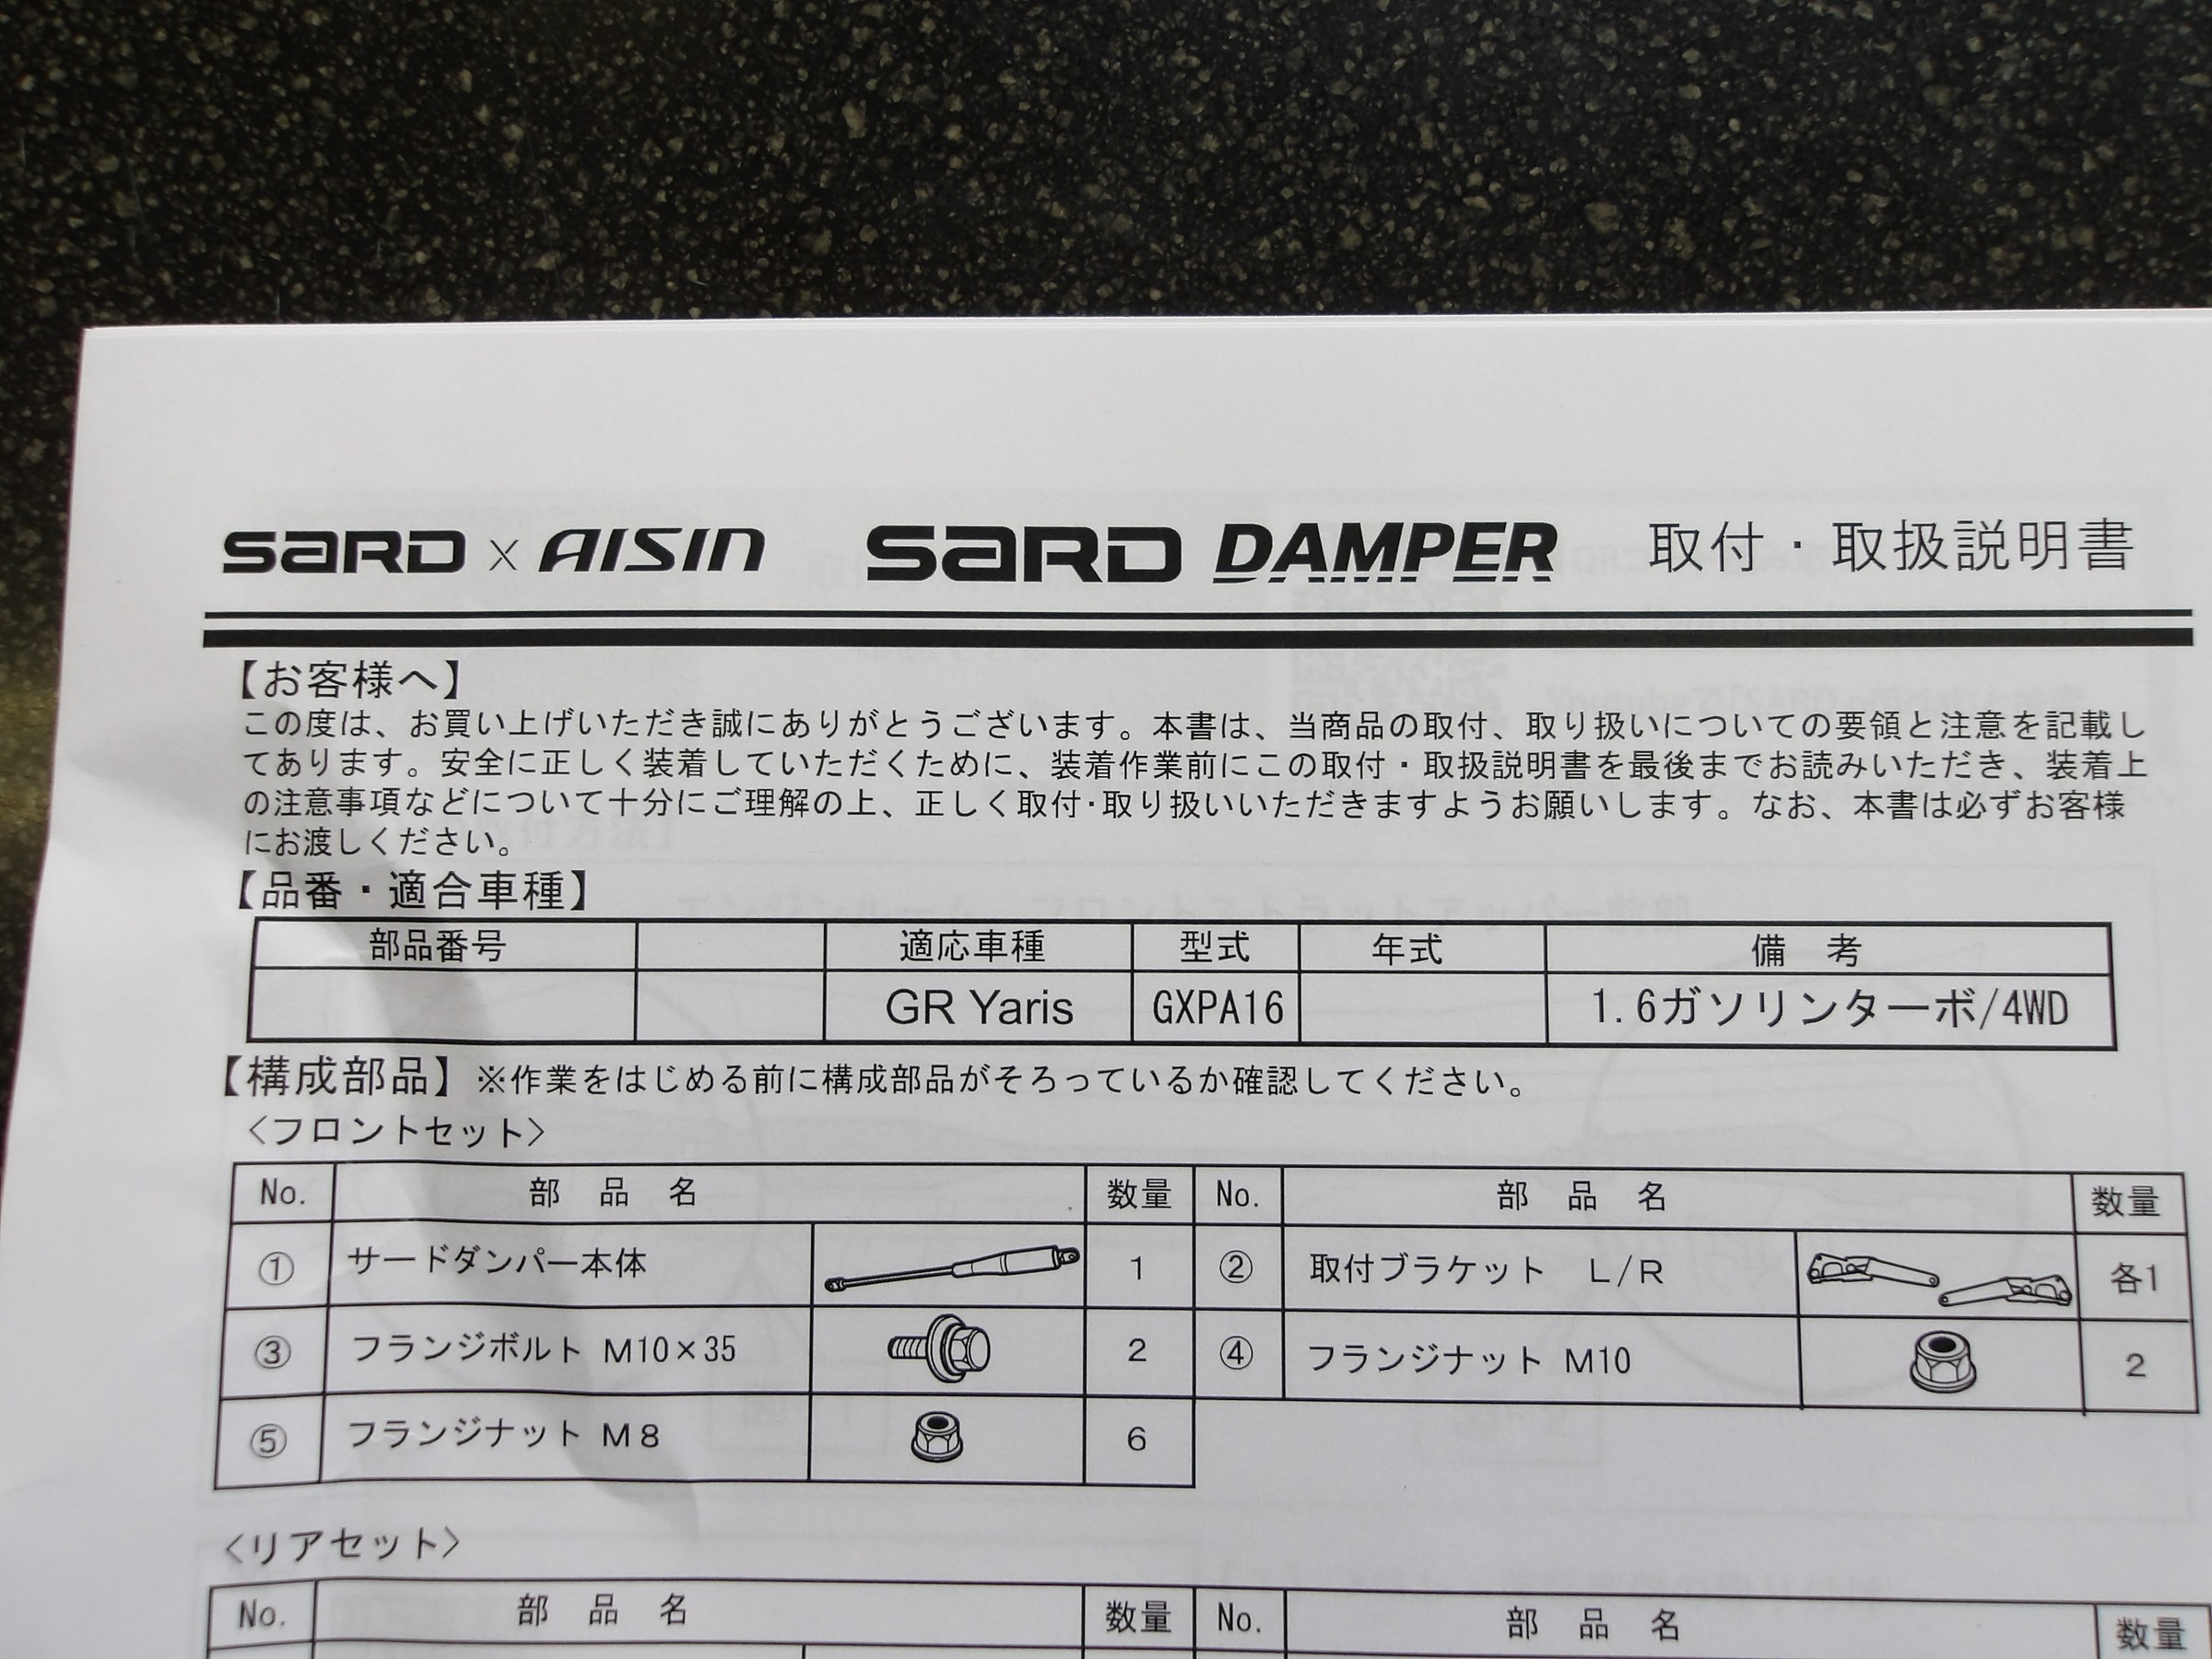 SARD × AISIN SARD DAMPER 取付・取扱説明書
【お客様へ】
この度は、お買い上げいただき誠にありがとうございます。本書は、当商品の取付、取り扱いについての要領と注意を記載し
てあります。安全に正しく装着していただくために、装着作業前にこの取付・取扱説明書を最後までお読みいただき、装着上
の注意事項などについて十分にご理解の上、正しく取付・取り扱いいただきますようお願いします。なお、本書は必ずお客様
にお渡しください。
【品番・適合車種】
部品番号 適応車種 型式 年式 備 考
GR Yaris GXPA16 1.6ガソリンターボ/4WD
【構成部品】※作業をはじめる前に構成部品がそろっているか確認してください。
〈フロントセット〉
No. 部 品 名 数量 No. 部 品 名 数量
① サードダンパー本体 1 ② 取付ブラケット L/R 各1
③ フランジボルト M10×35 2 ④ フランジナット M10 2
⑤ フランジナット M8 6
〈リアセット〉
No. 部 品 名 数量 No. 部 品 名 数量